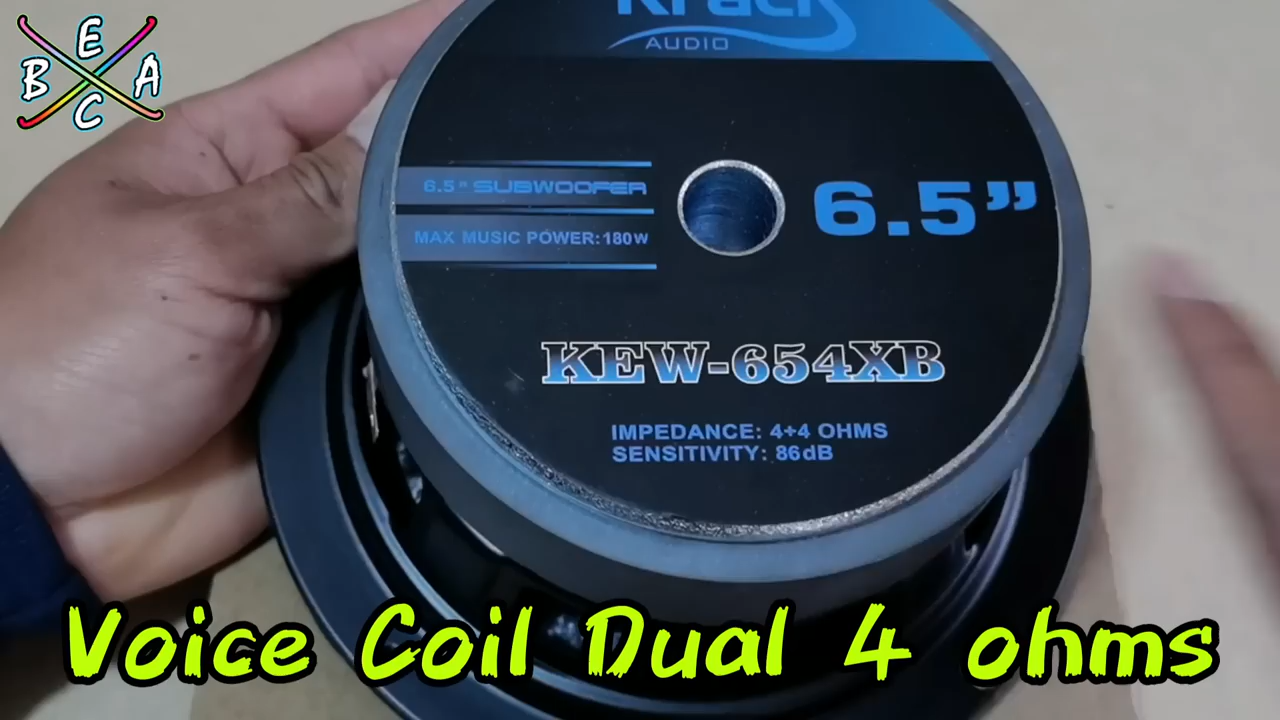 E
B A
C
AUDIO
6.5" SUBWOOFER
MAX MUSIC POWER:180W
6.5”
KEW-654XB
IMPEDANCE: 4+4 OHMS
SENSITIVITY: 86dB
Voice Coil Dual 4 ohms